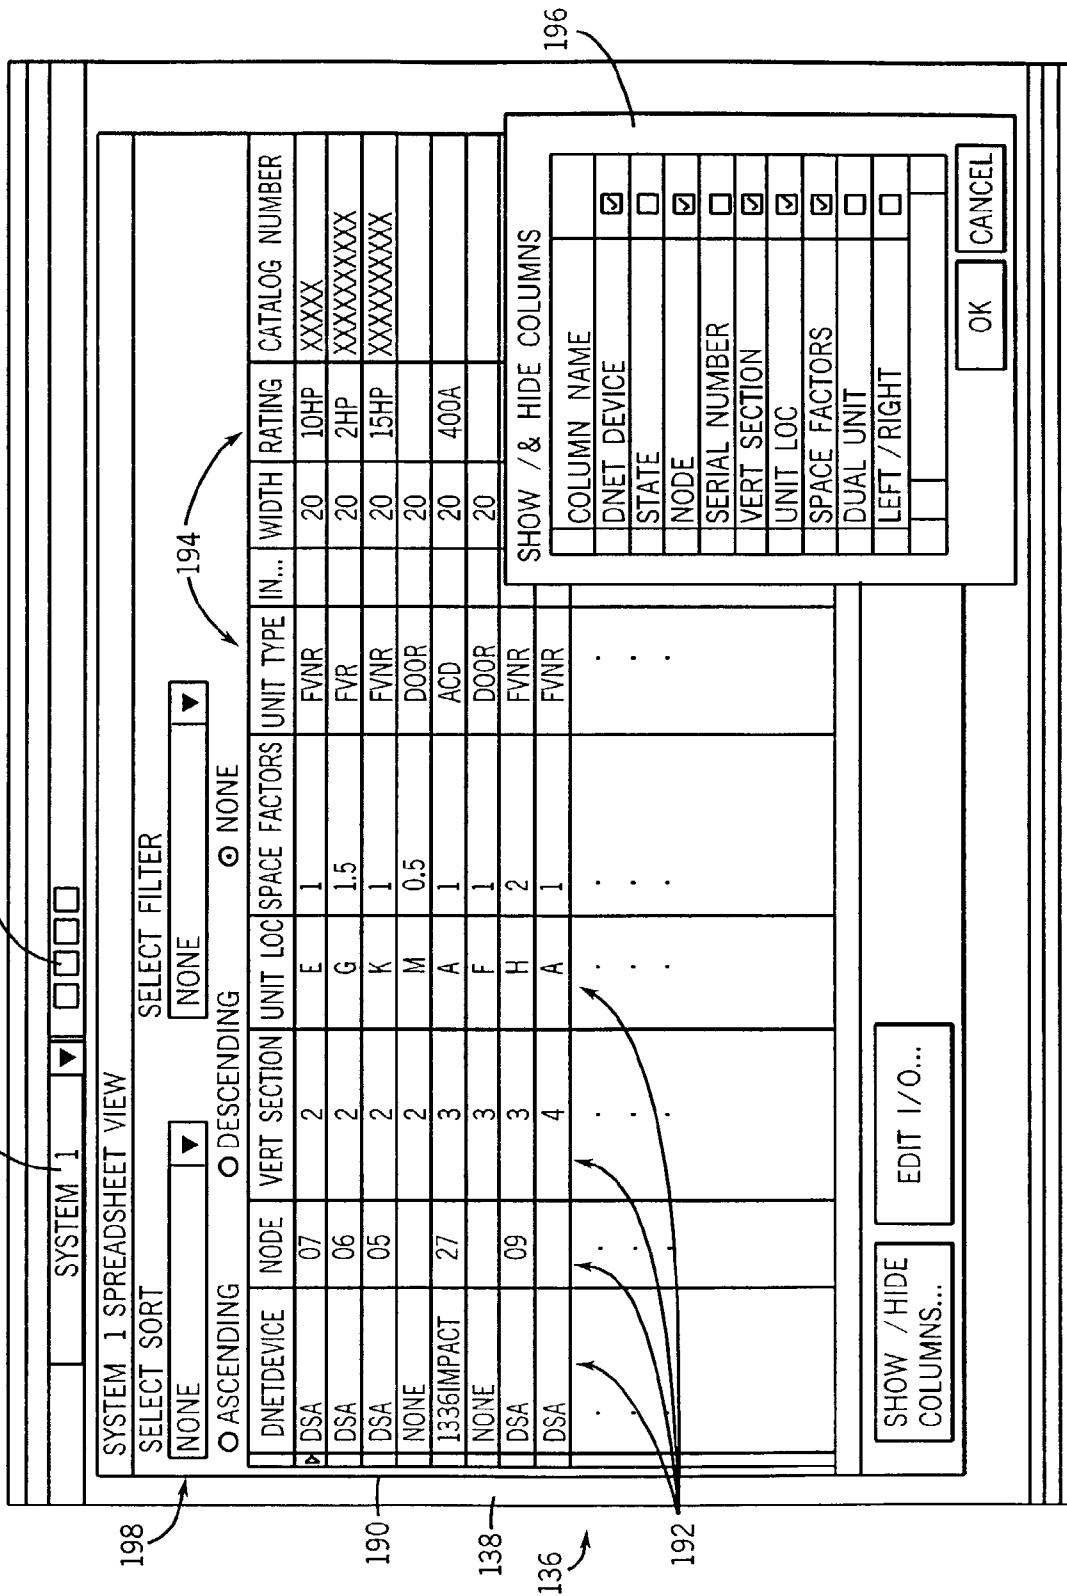 SYSTEM 1
SYSTEM 1 SPREADSHEET VIEW
SELECT SORT SELECT FILTER
NONE NONE
ASCENDING DESCENDING NONE
DNETDEVICE NODE VERT SECTION UNIT LOC SPACE FACTORS UNIT TYPE IN... WIDTH RATING CATALOG NUMBER
DSA 07 2 E 1 FVNR 20 10HP XXXXX
DSA 06 2 G 1.5 FVR 20 2HP XXXXXXXXXX
DSA 05 2 K 1 FVNR 20 15HP XXXXXXXXX
NONE 2 M 0.5 DOOR 20
1336IMPACT 27 3 A 1 ACD 20 400A
NONE 3 F 1 DOOR 20
DSA 09 3 H 2 FVNR
DSA 4 A 1 FVNR
SHOW /HIDE
COLUMNS...
EDIT I/O...
SHOW /& HIDE COLUMNS
COLUMN NAME
DNET DEVICE
STATE
NODE
SERIAL NUMBER
VERT SECTION
UNIT LOC
SPACE FACTORS
DUAL UNIT
LEFT /RIGHT
OK CANCEL
198
190
138
136
192
194
196